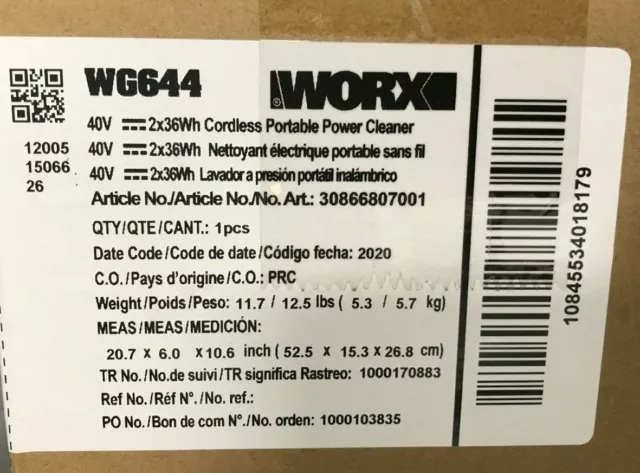 WG644
WORX
40V 2x36Wh Cordless Portable Power Cleaner
40V 2x36Wh Nettoyant électrique portable sans fil
40V 2x36Wh Lavador a presión portátil inalámbrico
12005
15066
26
Article No./Article No./No. Art.: 30866807001
QTY/QTE/CANT.: 1pcs
Date Code/Code de date/Código fecha: 2020
C.O./Pays d'origine/C.O.: PRC
Weight/Poids/Peso: 11.7 / 12.5 lbs ( 5.3 / 5.7 kg)
MEAS/MEAS/MEDICIÓN:
20.7 x 6.0 x 10.6 inch ( 52.5 x 15.3 x 26.8 cm)
TR No./No.de suivi/TR significa Rastreo: 1000170883
Ref No./Réf N°./No. ref.:
PO No./Bon de com N°./No. orden: 1000103835
10845534018179